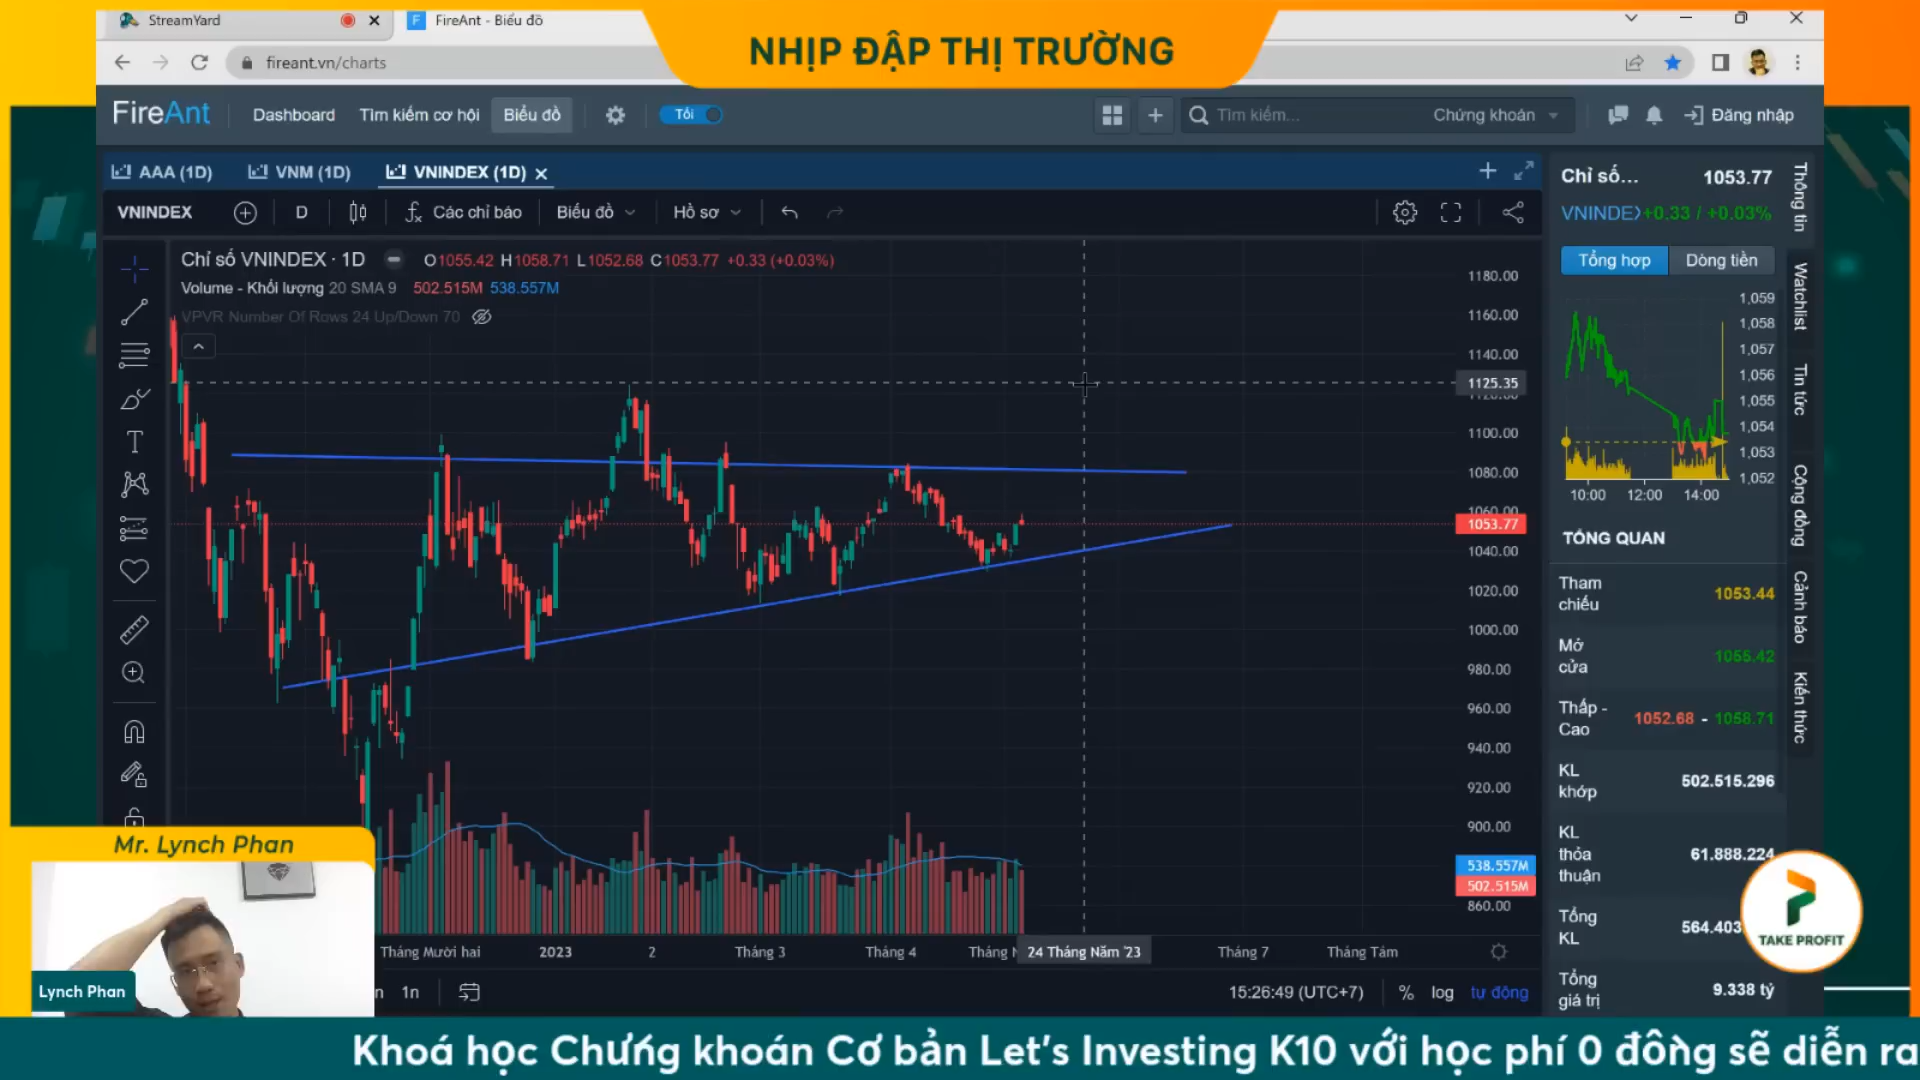 StreamYard
FireAnt - Biểu đồ
NHỊP ĐẬP THỊ TRƯỜNG
fireant.vn/charts
FireAnt
Dashboard
Tìm kiếm cơ hội
Biểu đồ
Tối
Tìm kiếm...
Chứng khoán
Đăng nhập
AAA (1D)
VNM (1D)
VNINDEX (1D)
VNINDEX
D
Các chỉ báo
Biểu đồ
Hồ sơ
Chỉ số VNINDEX · 1D
O1055.42 H1058.71 L1052.68 C1053.77 +0.33 (+0.03%)
Volume - Khối lượng 20 SMA 9 502.515M 538.557M
VPVR Number Of Rows 24 Up/Down 70
1180.00
1160.00
1140.00
1125.35
1100.00
1080.00
1060.00
1053.77
1040.00
1020.00
1000.00
980.00
960.00
940.00
920.00
900.00
538.557M
502.515M
860.00
Tháng Mười hai
2023
2
Tháng 3
Tháng 4
24 Tháng Năm '23
Tháng 7
Tháng Tám
1n
15:26:49 (UTC+7)
%
log
tự động
Chỉ số...
1053.77
VNINDEX
+0.33 / +0.03%
Tổng hợp
Dòng tiền
1,059
1,058
1,057
1,056
1,055
1,054
1,053
1,052
10:00
12:00
14:00
TỔNG QUAN
Tham chiếu
1053.44
Mở cửa
1055.42
Thấp - Cao
1052.68 - 1058.71
KL khớp
502.515.296
KL thỏa thuận
61.888.224
Tổng KL
564.403
Tổng giá trị
9.338 tỷ
Thông tin
Watchlist
Tin tức
Cộng đồng
Cảnh báo
Kiến thức
TAKE PROFIT
Mr. Lynch Phan
Lynch Phan
Khoá học Chứng khoán Cơ bản Let's Investing K10 với học phí 0 đồng sẽ diễn ra